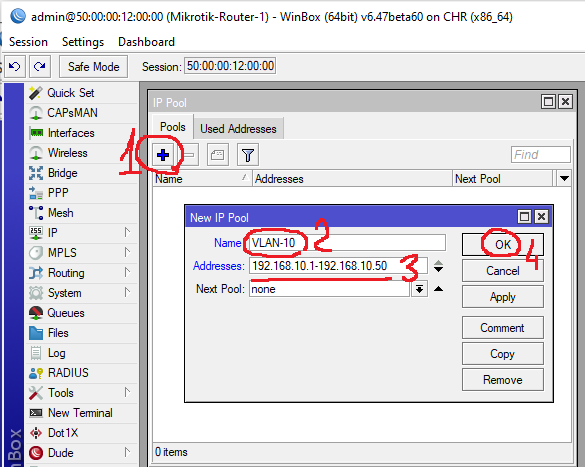 admin@50:00:00:12:00:00 (Mikrotik-Router-1) - WinBox (64bit) v6.47beta60 on CHR (x86_64)
Session Settings Dashboard
Safe Mode Session: 50:00:00:12:00:00
Quick Set
CAPsMAN
Interfaces
Wireless
Bridge
PPP
Mesh
IP
MPLS
Routing
System
Queues
Files
Log
RADIUS
Tools
New Terminal
Dot1X
Dude
nBox
IP Pool
Pools Used Addresses
1
Find
Name Addresses Next Pool
New IP Pool
Name: VLAN-10 2
Addresses: 192.168.10.1-192.168.10.50 3
Next Pool: none
OK 4
Cancel
Apply
Comment
Copy
Remove
0 items